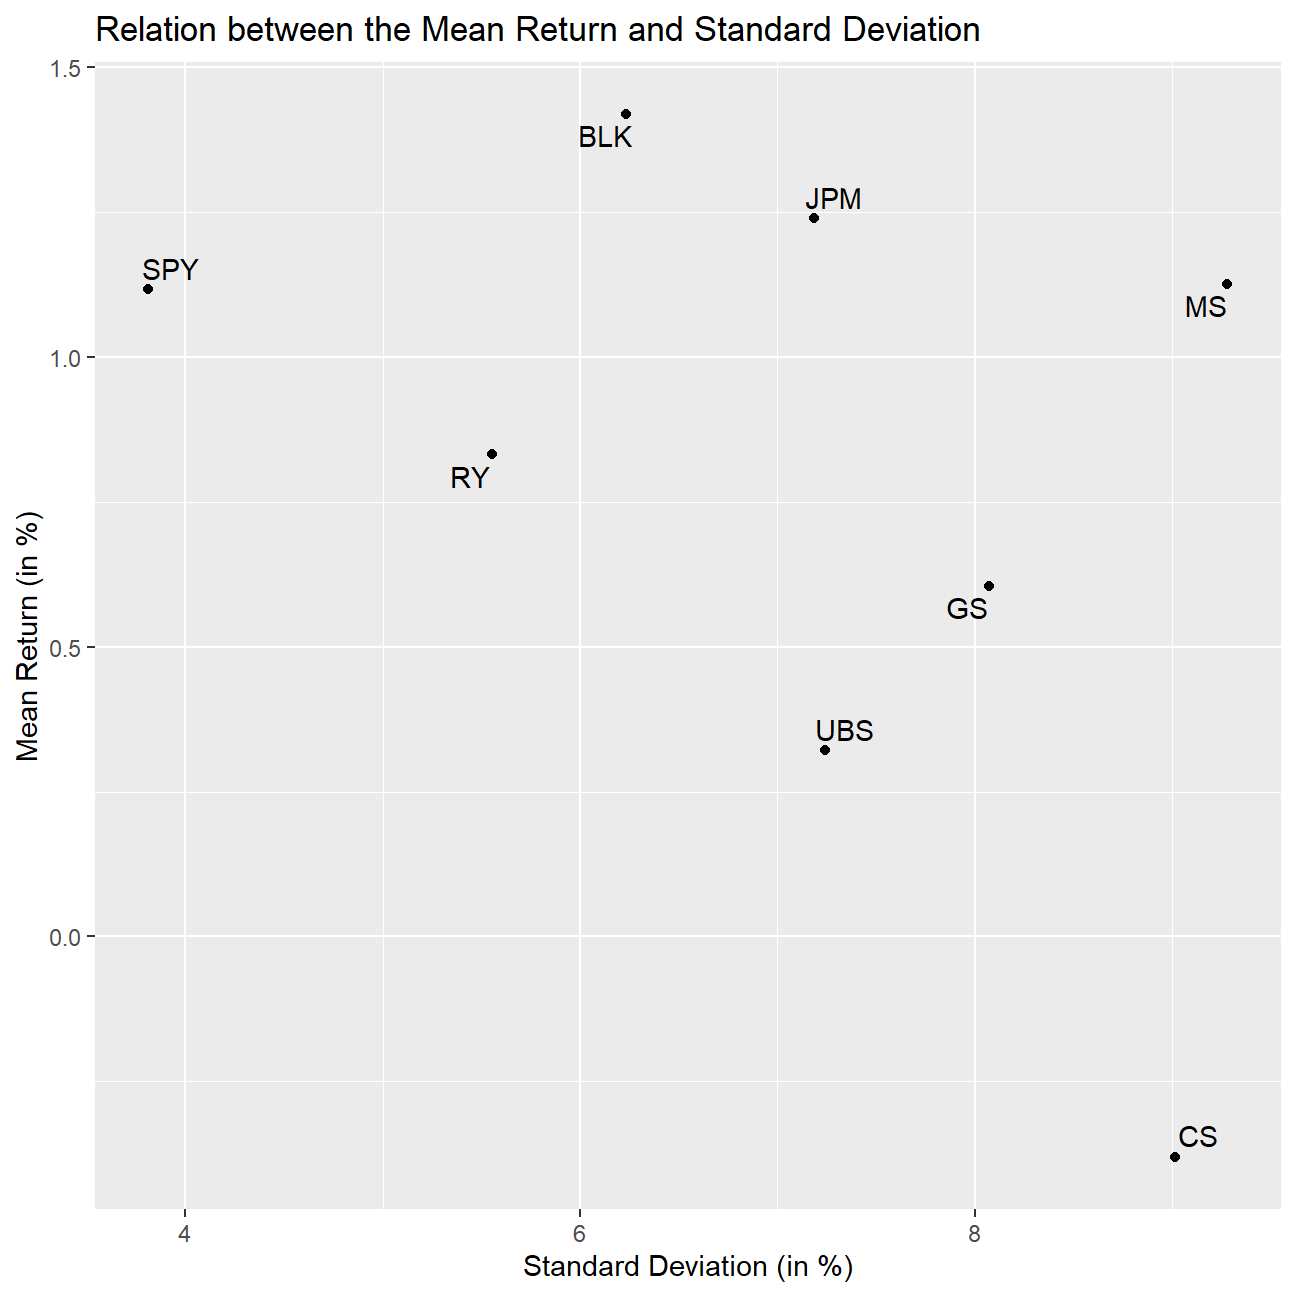 Relation between the Mean Return and Standard Deviation
1.5
BLK
JPM
SPY
MS
1.0
RY
Mean Return (in %)
GS
0.5
UBS
0.0
CS
4
6
8
Standard Deviation (in %)